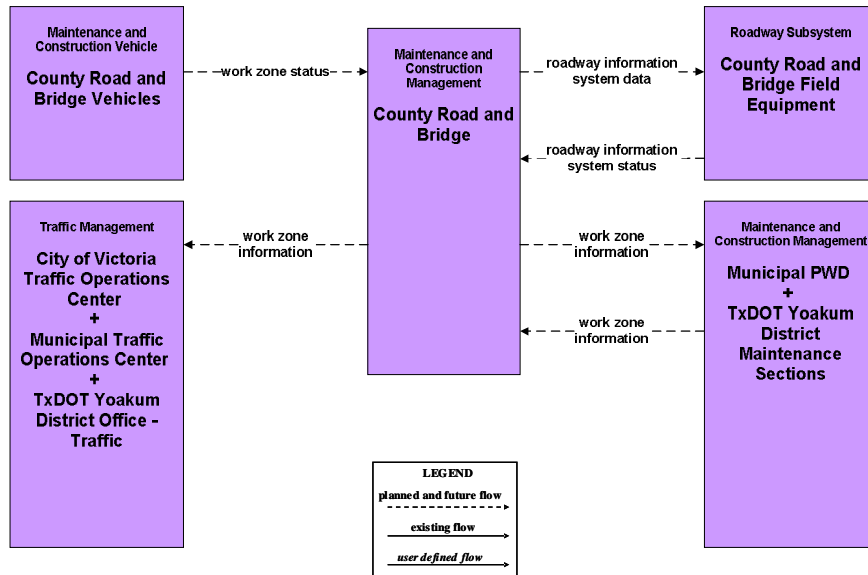 Maintenance and
Construction Vehicle
County Road and
Bridge Vehicles
work zone status
Maintenance and
Construction
Management
County Road and
Bridge
roadway information
system data
roadway information
system status
Roadway Subsystem
County Road and
Bridge Field
Equipment
Traffic Management
City of Victoria
Traffic Operations
Center
+
Municipal Traffic
Operations Center
+
TxDOT Yoakum
District Office -
Traffic
work zone
information
work zone
information
work zone
information
Maintenance and
Construction Management
Municipal PWD
+
TxDOT Yoakum
District
Maintenance
Sections
LEGEND
planned and future flow
existing flow
user defined flow